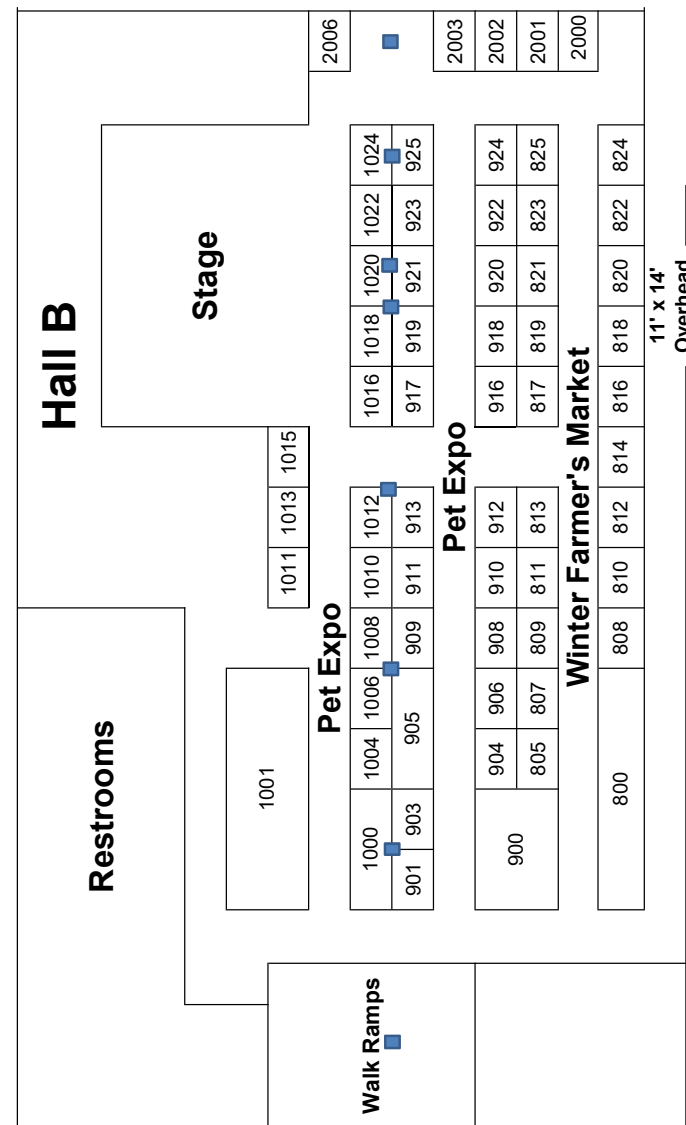 Hall B
Restrooms
Stage
1001
1011 1013 1015
Pet Expo 2006
Walk Ramps 1000 1004 1006 1008 1010 1012 1016 1018 1020 1022 1024
901 903 905 909 911 913 917 919 921 923 925
Pet Expo 2003
900 904 906 908 910 912 916 918 920 922 924 2002
805 807 809 811 813 817 819 821 823 825 2001
Winter Farmer's Market 2000
800 808 810 812 814 816 818 820 822 824
11' x 14'
Overhead